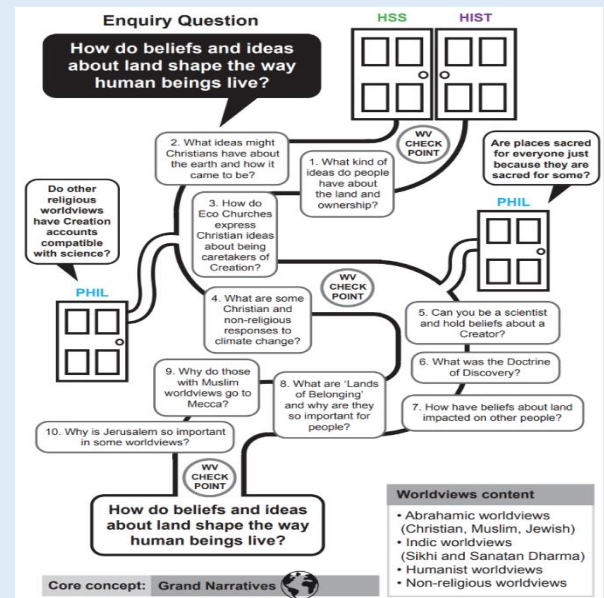 Enquiry Question
How do beliefs and ideas
about land shape the way
human beings live?
HSS
HIST
WV
CHECK
POINT
2. What ideas might
Christians have about
the earth and how it
came to be?
1. What kind of
ideas do people
have about
the land and
ownership?
Are places sacred
for everyone just
because they are
sacred for some?
PHIL
Do other
religious
worldviews
have Creation
accounts
compatible
with science?
PHIL
3. How do
Eco Churches
express
Christian ideas
about being
caretakers of
Creation?
WV
CHECK
POINT
4. What are some
Christian and
non-religious
responses to
climate change?
5. Can you be a
scientist and
hold beliefs about a
Creator?
6. What was the Doctrine
of Discovery?
7. How have beliefs about land
impacted on other people?
8. What are ‘Lands
of Belonging’
and why are they
so important for
people?
9. Why do those
with Muslim
worldviews go to
Mecca?
10. Why is Jerusalem so important
in some worldviews?
WV
CHECK
POINT
How do beliefs and ideas
about land shape the way
human beings live?
Worldviews content
• Abrahamic worldviews
(Christian, Muslim, Jewish)
• Indic worldviews
(Sikhi and Sanatan Dharma)
• Humanist worldviews
• Non-religious worldviews
Core concept: Grand Narratives